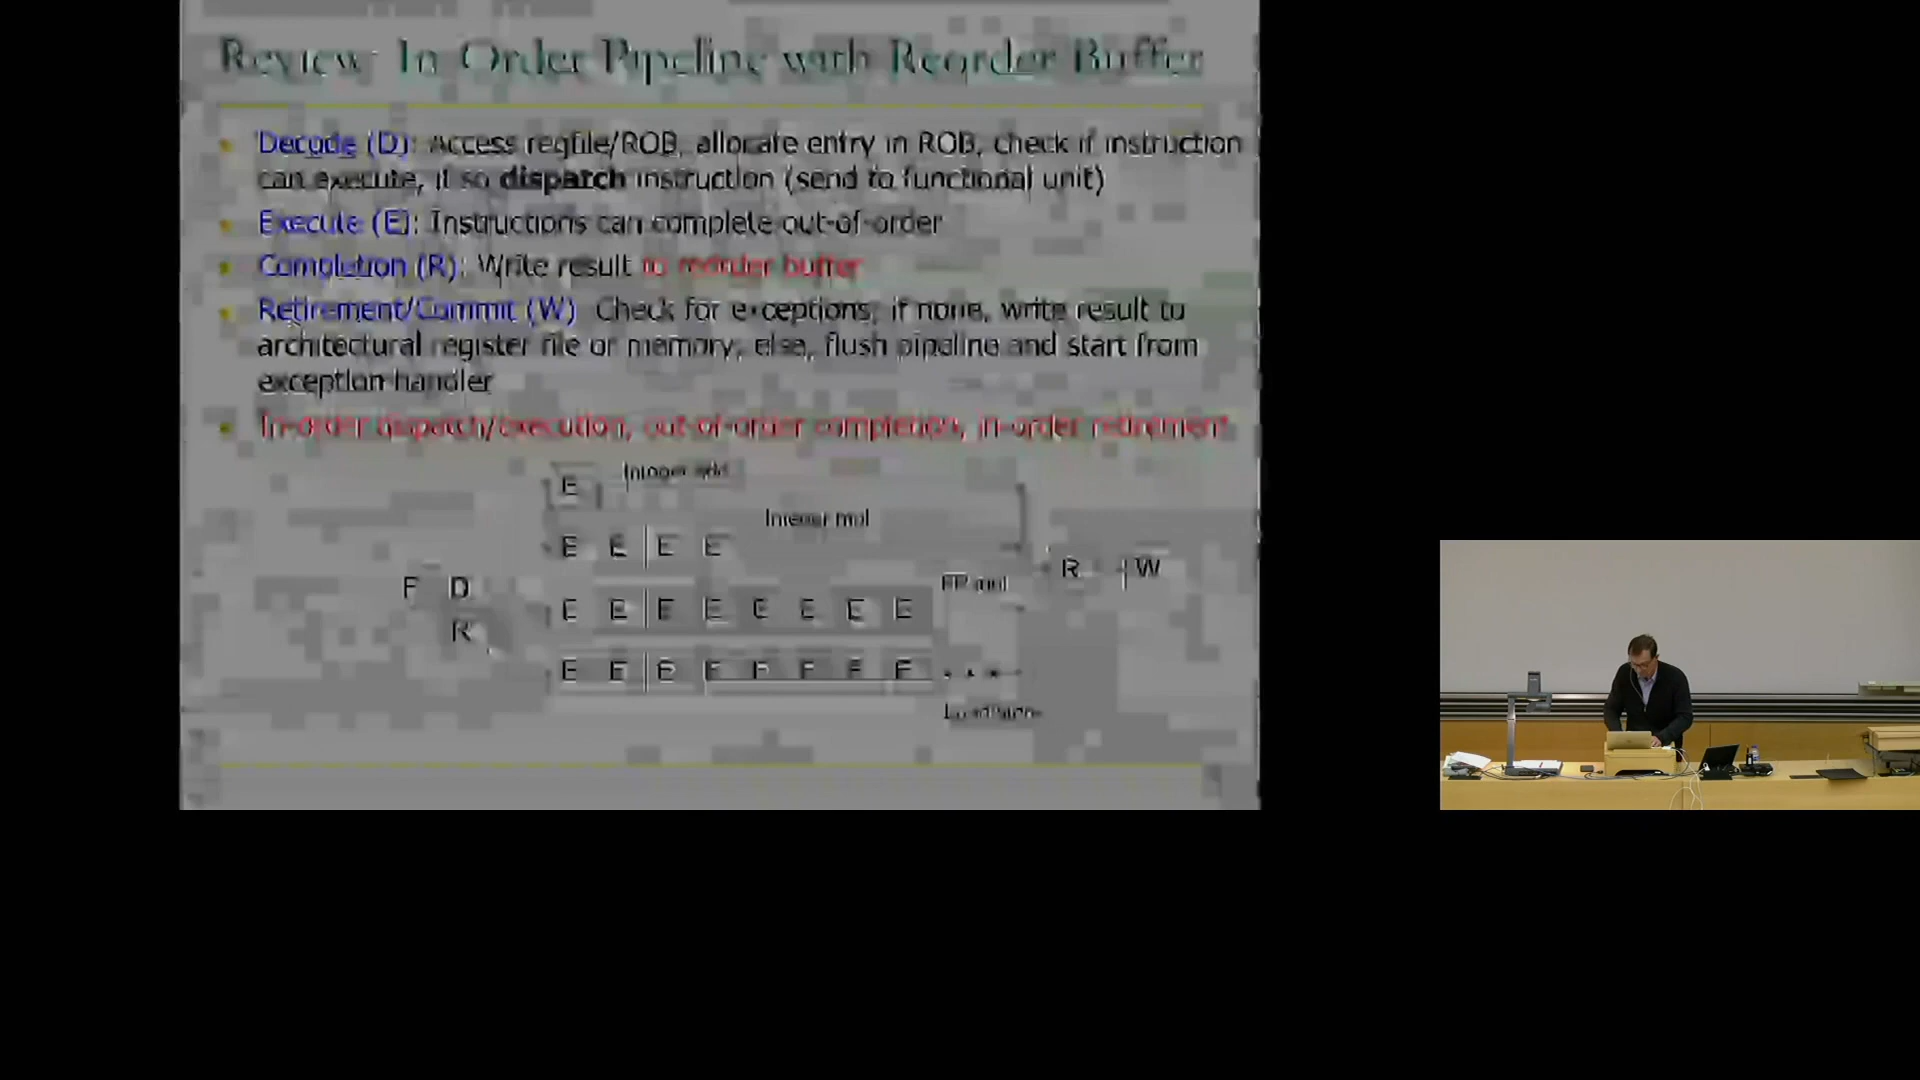 Review: In-Order Pipeline with Reorder Buffer
Decode (D): Access regfile/ROB, allocate entry in ROB, check if instruction
can execute, if so dispatch instruction (send to functional unit)
Execute (E): Instructions can complete out-of-order
Completion (R): Write result to reorder buffer
Retirement/Commit (W): Check for exceptions; if none, write result to
architectural register file or memory; else, flush pipeline and start from
exception handler
In-order dispatch/execution, out-of-order completion, in-order retirement
E Integer add
Integer mul
E E E E
F D R W
FP mul
E E E E E E E E
R
E E E E E E E E . . .
Load/store